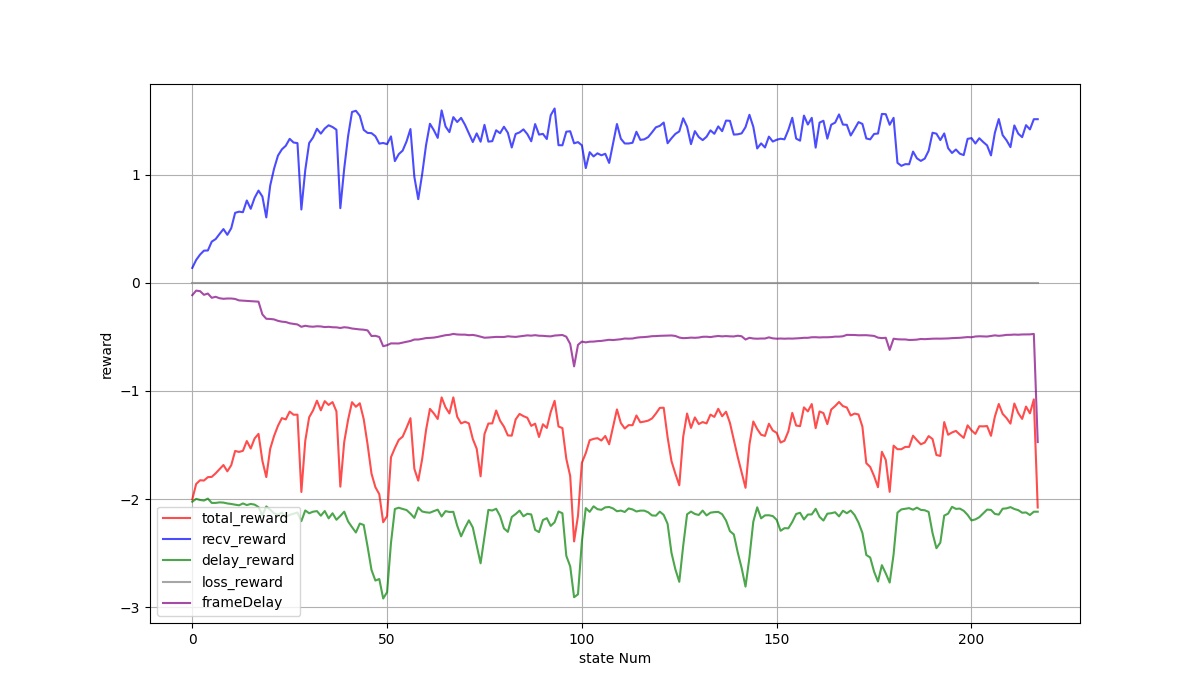 reward
1
0
−1
−2
−3
total_reward
recv_reward
delay_reward
loss_reward
frameDelay
0 50 100 150 200
state Num